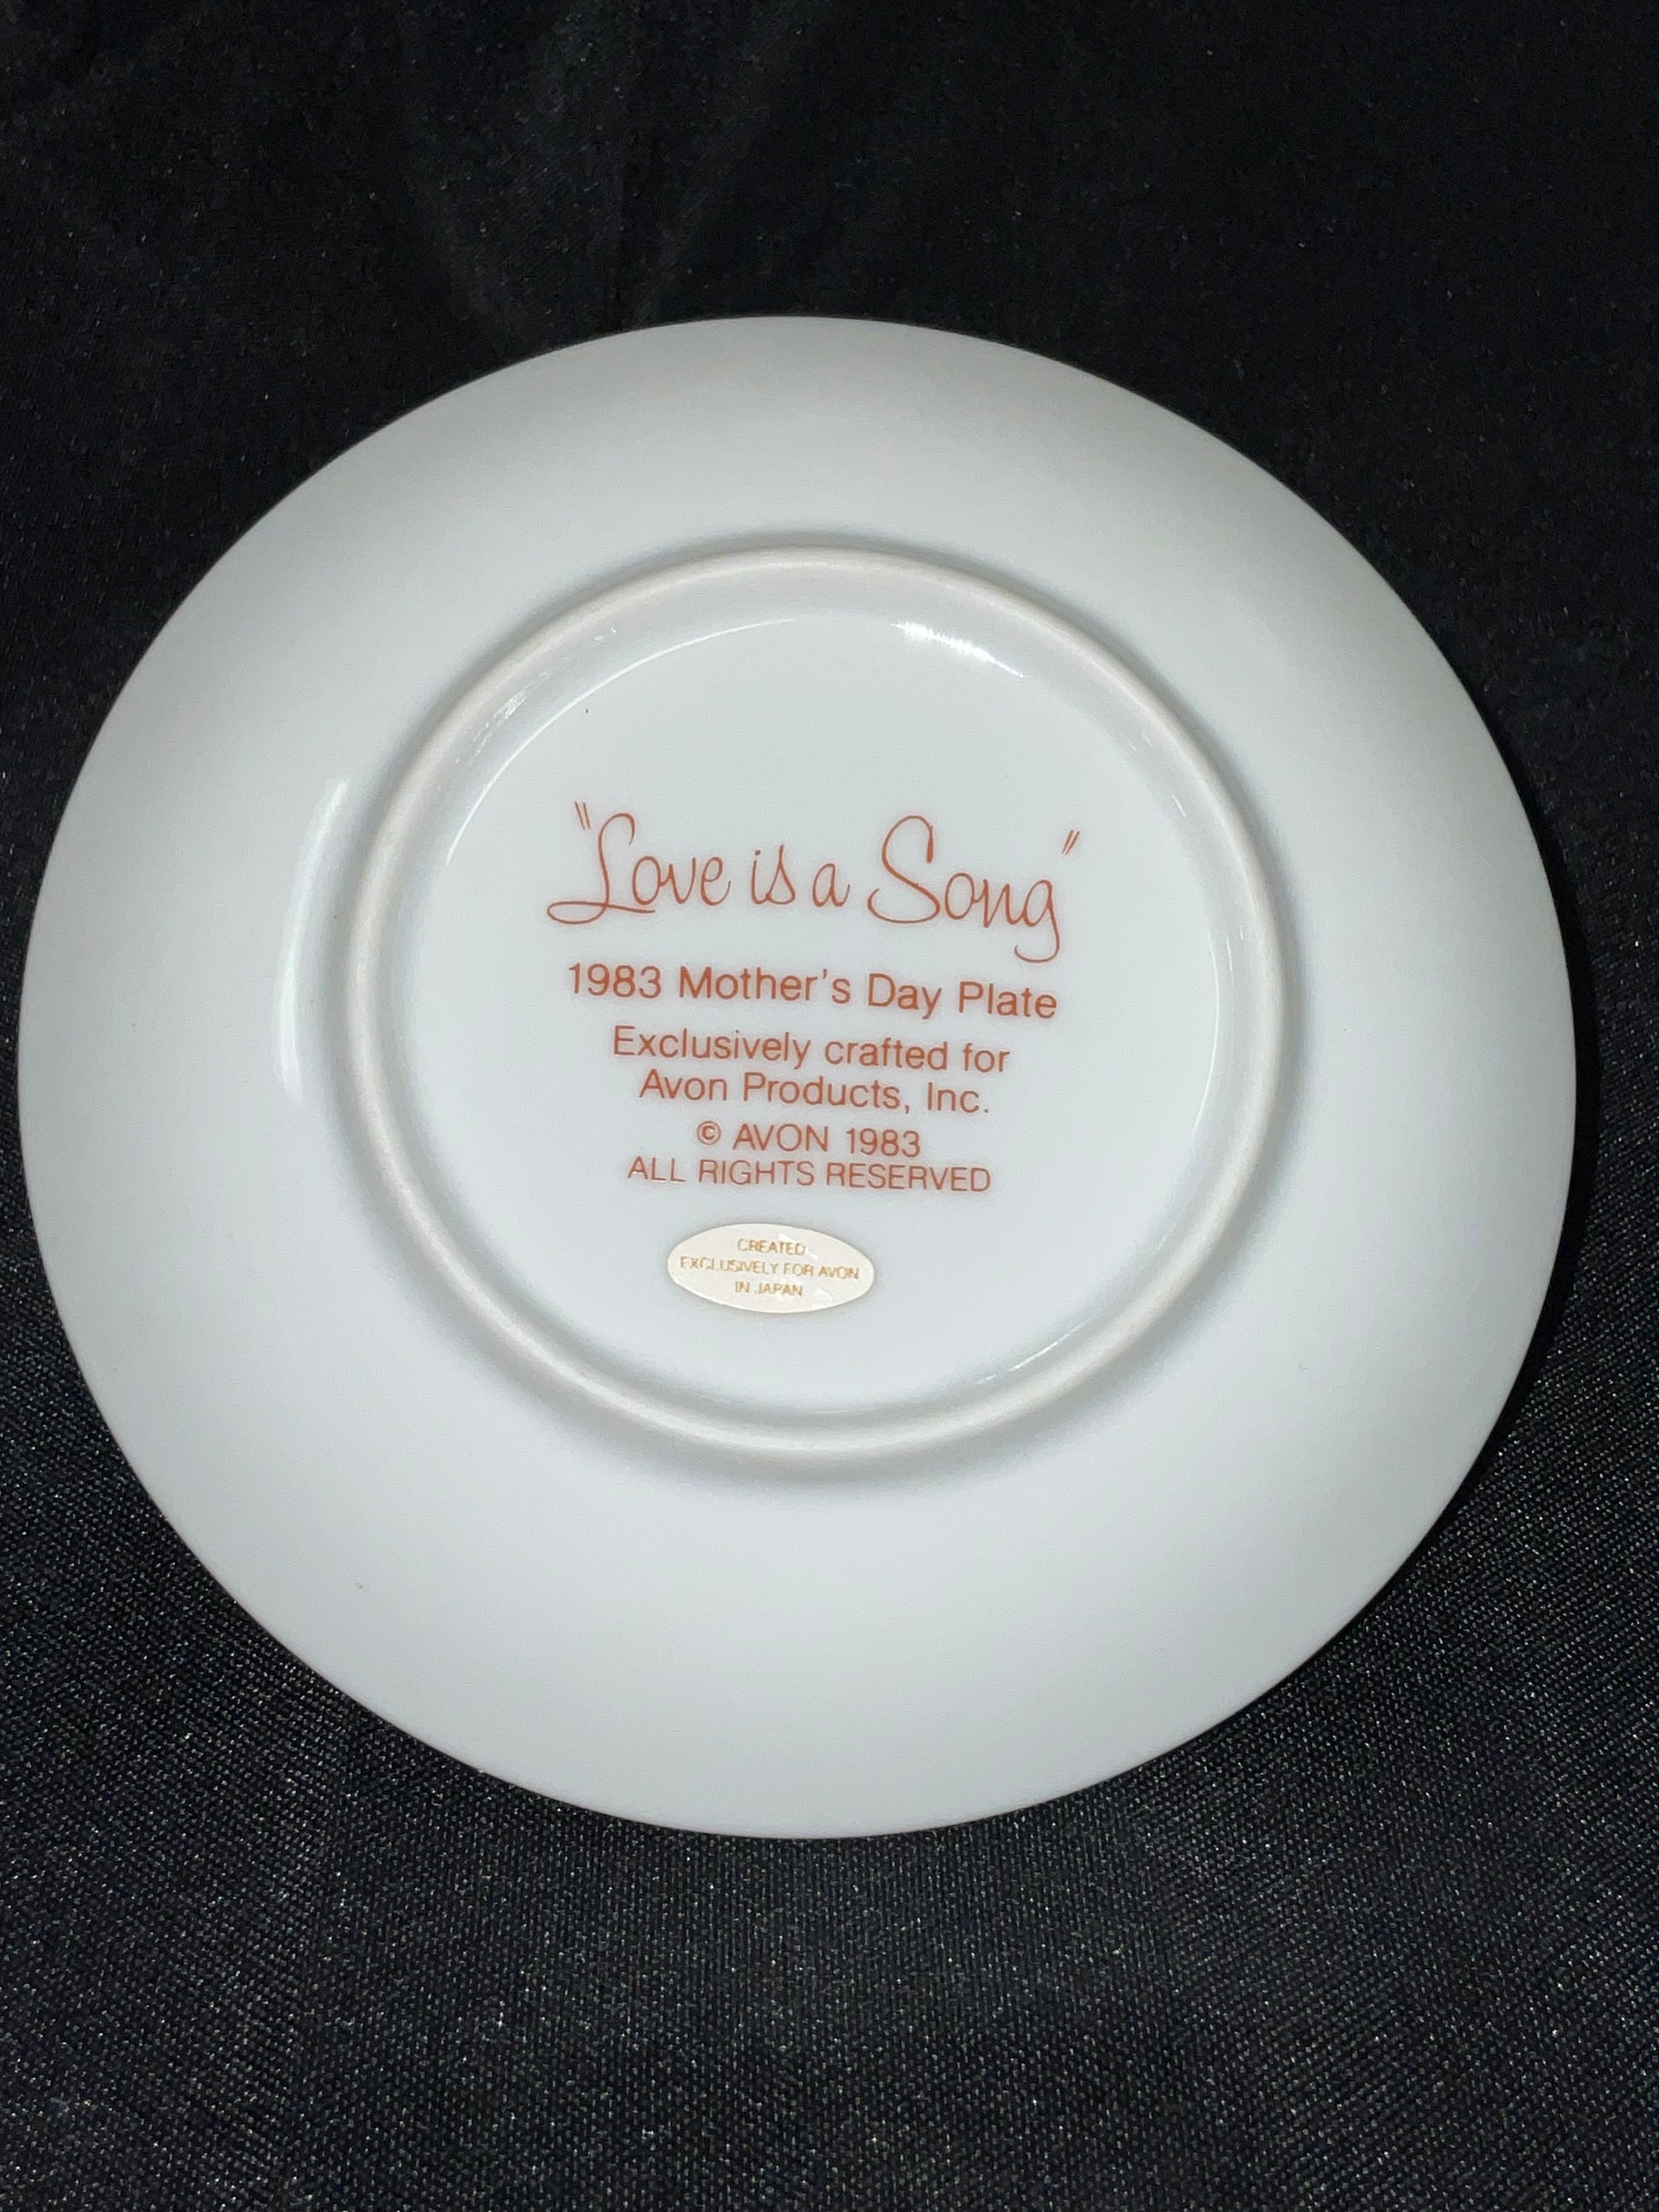 "Love is a Song"
1983 Mother's Day Plate
Exclusively crafted for
Avon Products, Inc.
© AVON 1983
ALL RIGHTS RESERVED
CREATED
EXCLUSIVELY FOR AVON
IN JAPAN